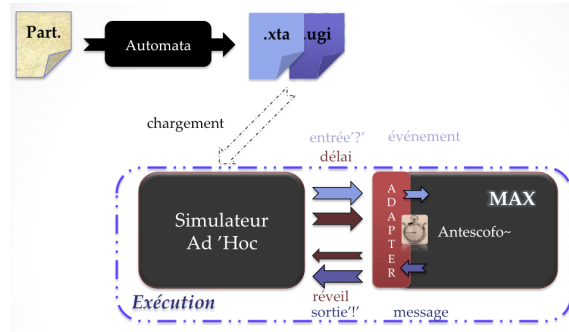 Part.
Automata
.xta
.ugi
chargement
entrée'?'
événement
délai
Simulateur
Ad 'Hoc
ADAPTER
MAX
Antescofo~
Exécution
réveil
sortie'!'
message